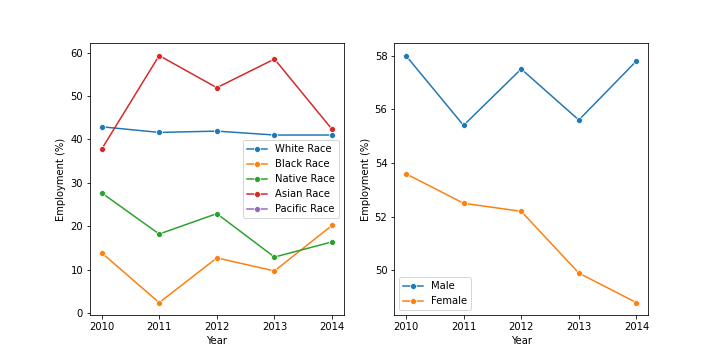 60
50
40
30
20
10
0
Employment (%)
2010 2011 2012 2013 2014
Year
White Race
Black Race
Native Race
Asian Race
Pacific Race
58
56
54
52
50
Employment (%)
2010 2011 2012 2013 2014
Year
Male
Female